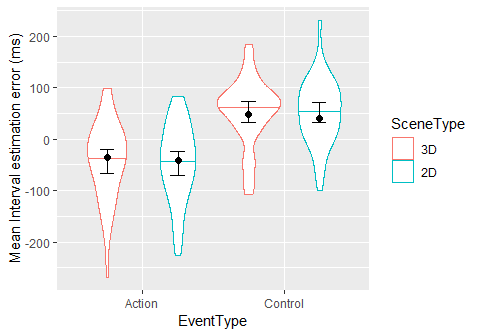 Mean Interval estimation error (ms)
200
100
0
-100
-200
Action
Control
EventType
SceneType
3D
2D